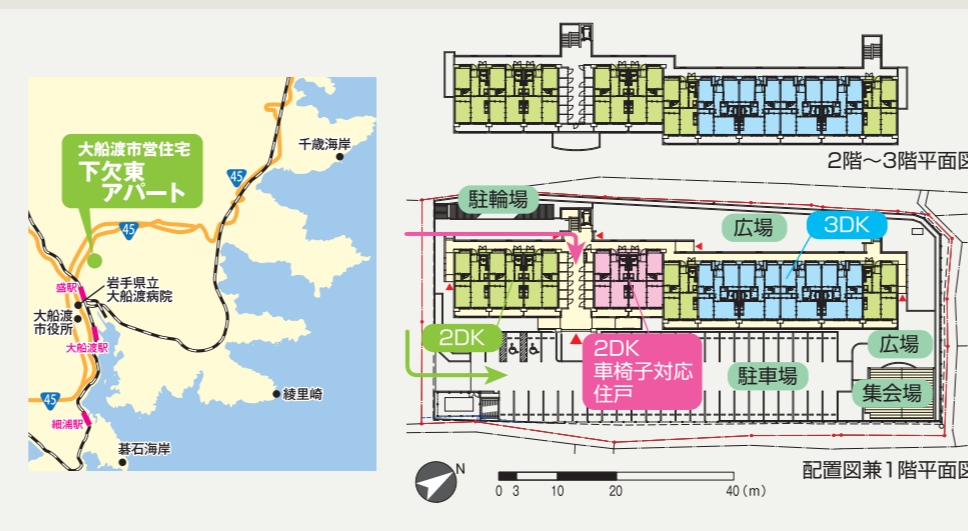 大船渡市営住宅
下欠東
アパート
千歳海岸
45
45
盛駅
岩手県立
大船渡病院
大船渡
市役所
大船渡駅
綾里崎
45
細浦駅
碁石海岸
2階～3階平面図
駐輪場
広場
3DK
2DK
2DK
車椅子対応
住戸
駐車場
広場
集会場
配置図兼1階平面図
N
0 3 10 20 40(m)